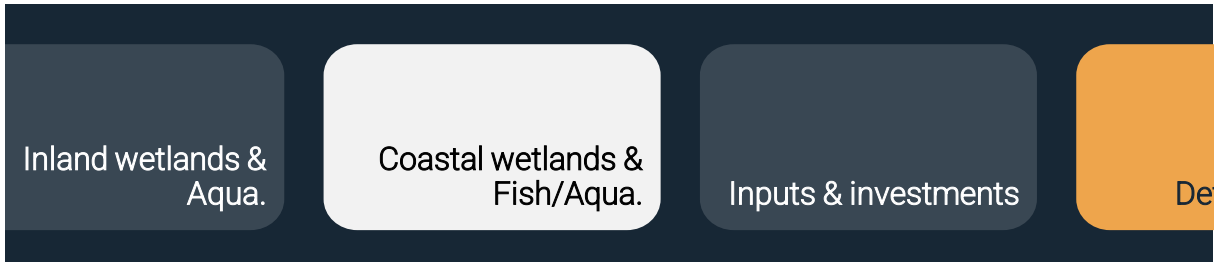 Inland wetlands &
Aqua.
Coastal wetlands &
Fish/Aqua.
Inputs & investments